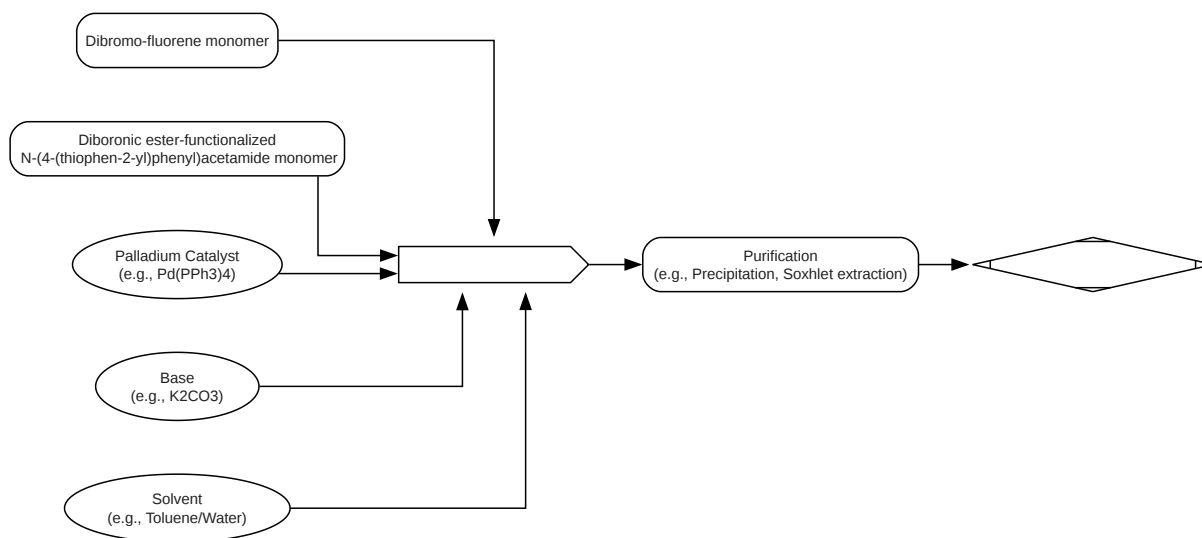 Dibromo-fluorene monomer
Diboronic ester-functionalized
N-(4-(thiophen-2-yl)phenyl)acetamide monomer
Palladium Catalyst
(e.g., Pd(PPh3)4)
Purification
(e.g., Precipitation, Soxhlet extraction)
Base
(e.g., K2CO3)
Solvent
(e.g., Toluene/Water)